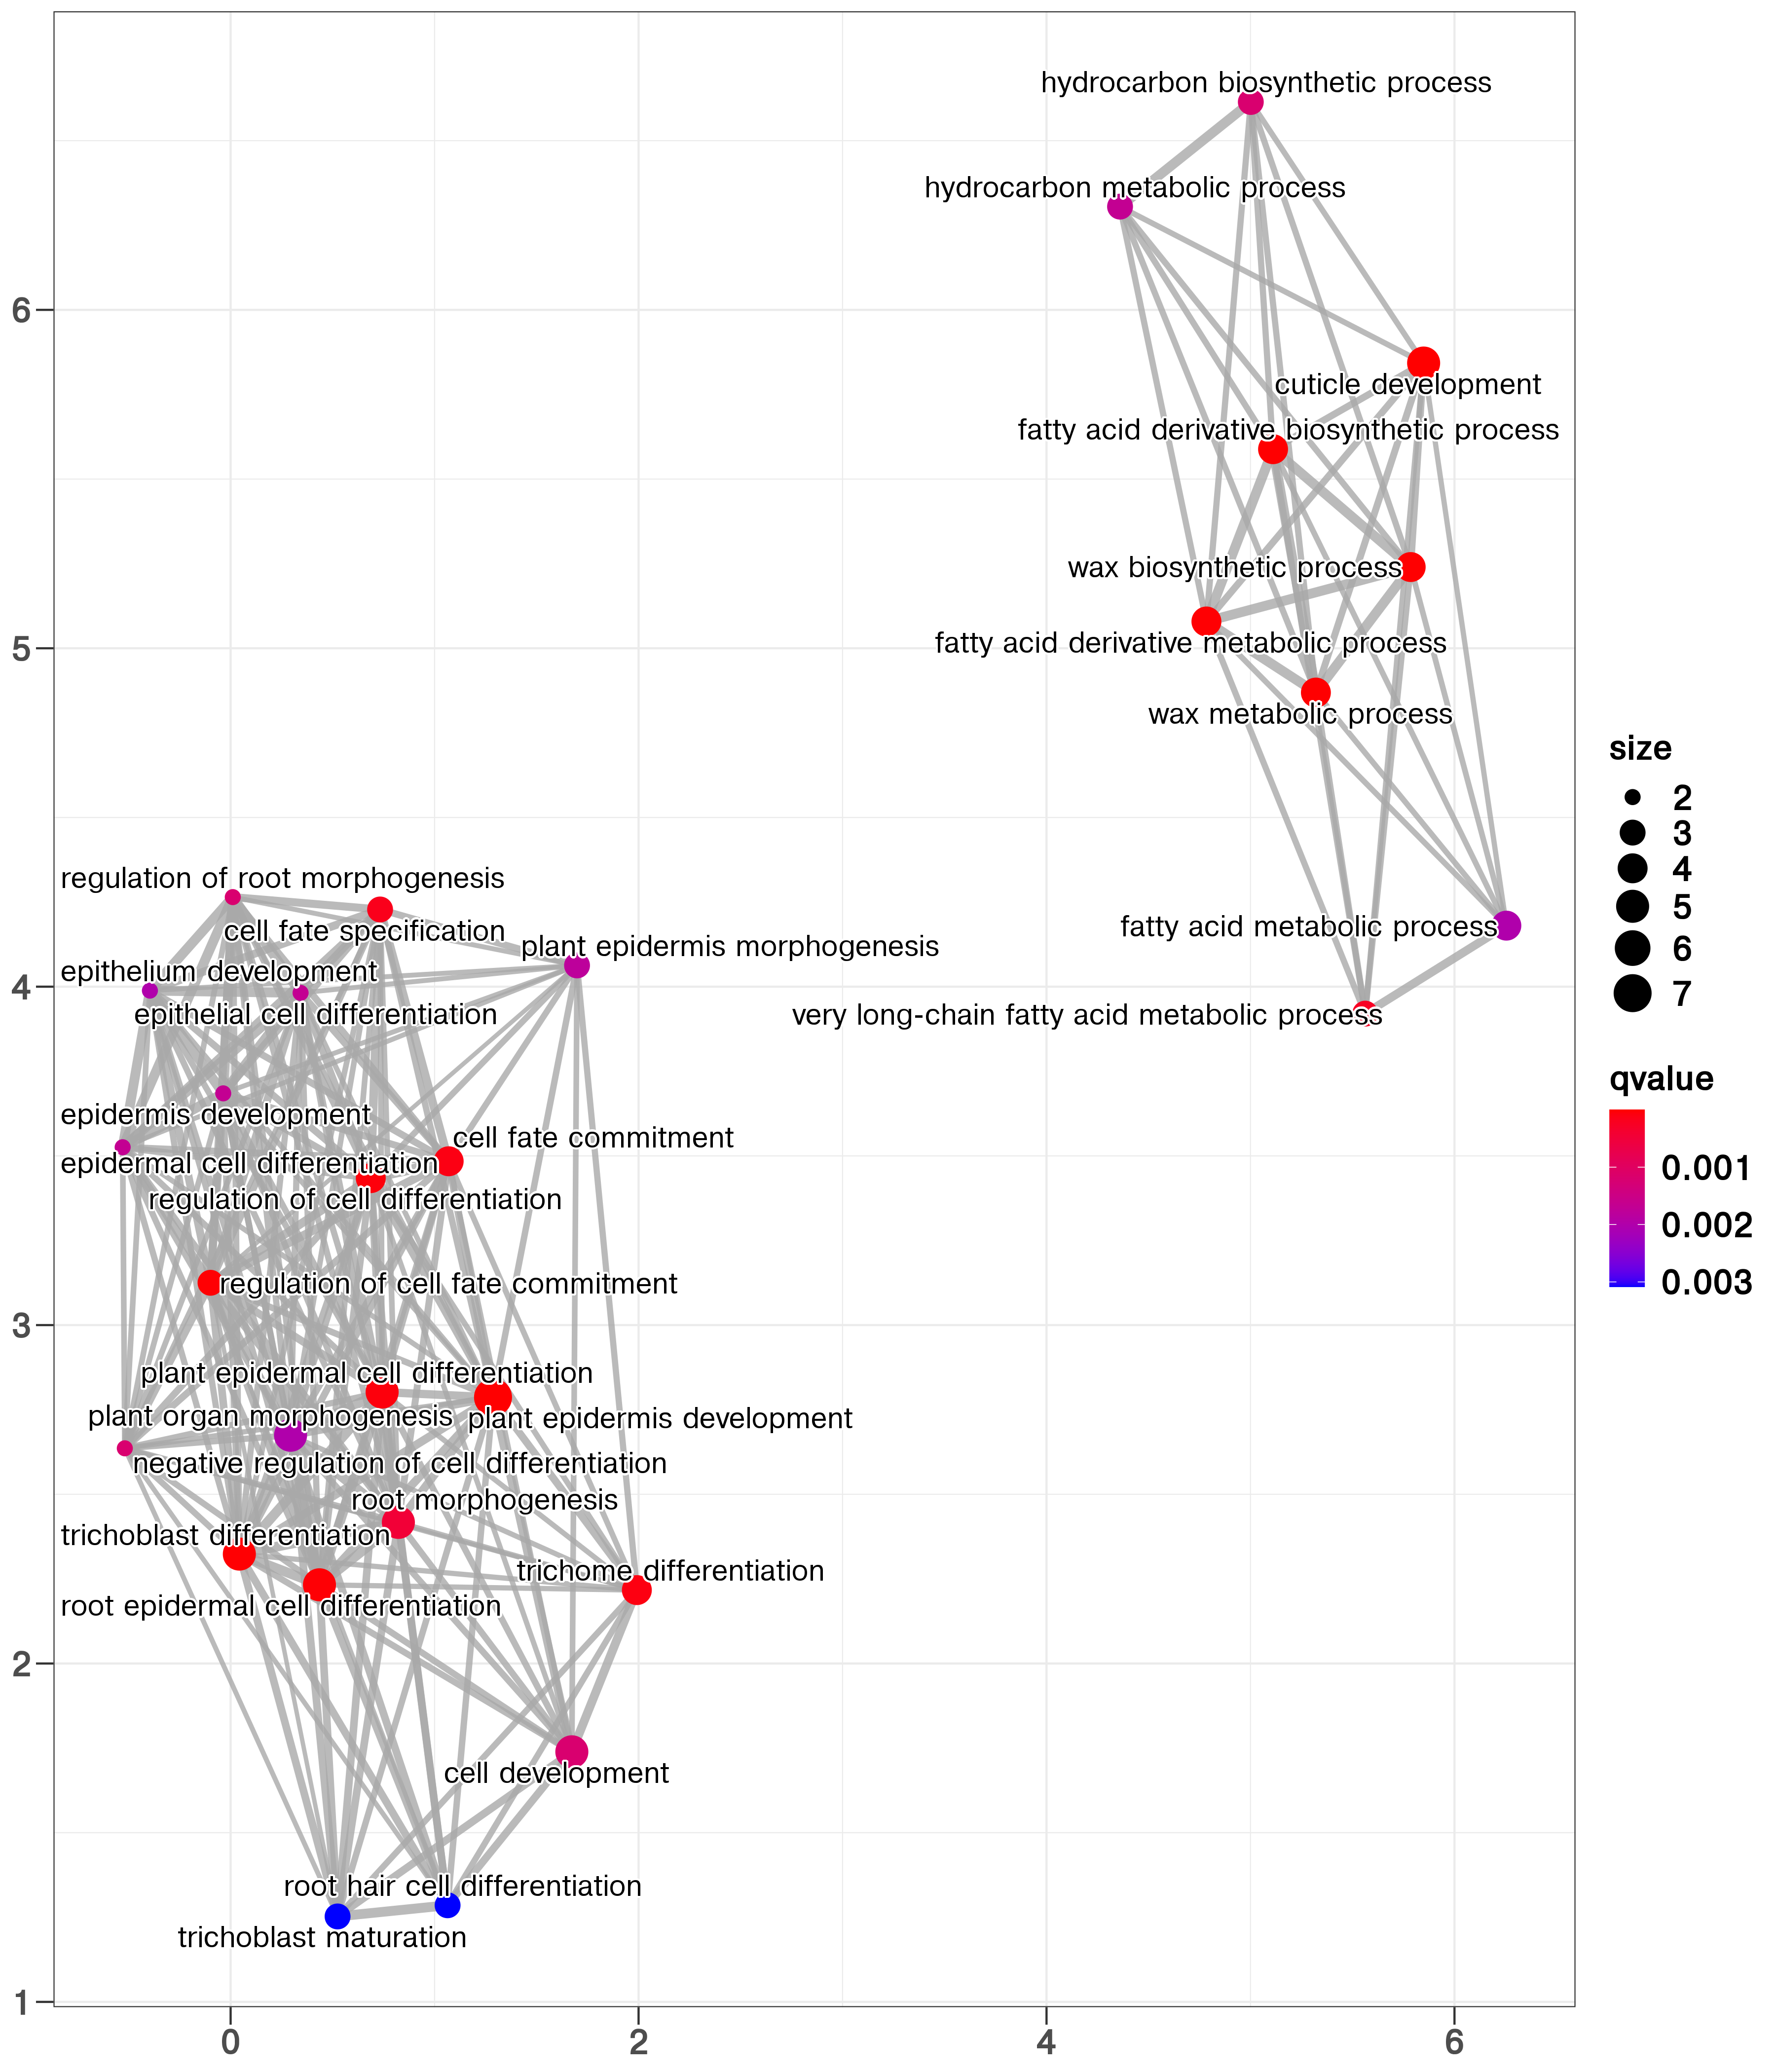 hydrocarbon biosynthetic process
hydrocarbon metabolic process
6
cuticle development
fatty acid derivative biosynthetic process
wax biosynthetic process
5
fatty acid derivative metabolic process
wax metabolic process
size
2
3
4
5
6
7
regulation of root morphogenesis
cell fate specification
fatty acid metabolic process
plant epidermis morphogenesis
epithelium development
4
epithelial cell differentiation
very long-chain fatty acid metabolic process
qvalue
0.001
0.002
0.003
epidermis development
cell fate commitment
epidermal cell differentiation
regulation of cell differentiation
regulation of cell fate commitment
3
plant epidermal cell differentiation
plant organ morphogenesis
plant epidermis development
negative regulation of cell differentiation
root morphogenesis
trichoblast differentiation
trichome differentiation
root epidermal cell differentiation
2
cell development
root hair cell differentiation
trichoblast maturation
1
0
2
4
6